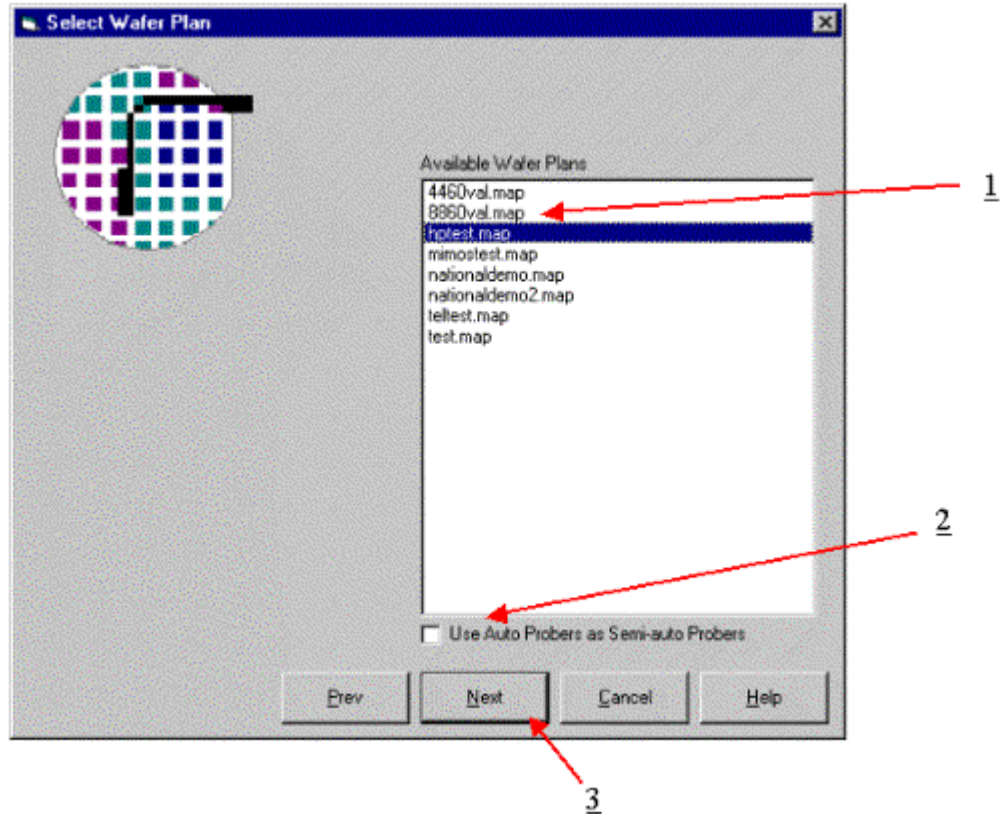 Select Wafer Plan
Available Wafer Plans
4460val.map
8860val.map
hptest.map
mimostest.map
nationaldemo.map
nationaldemo2.map
teltest.map
test.map
1
2
Use Auto Probers as Semi-auto Probers
Prev
Next
Cancel
Help
3